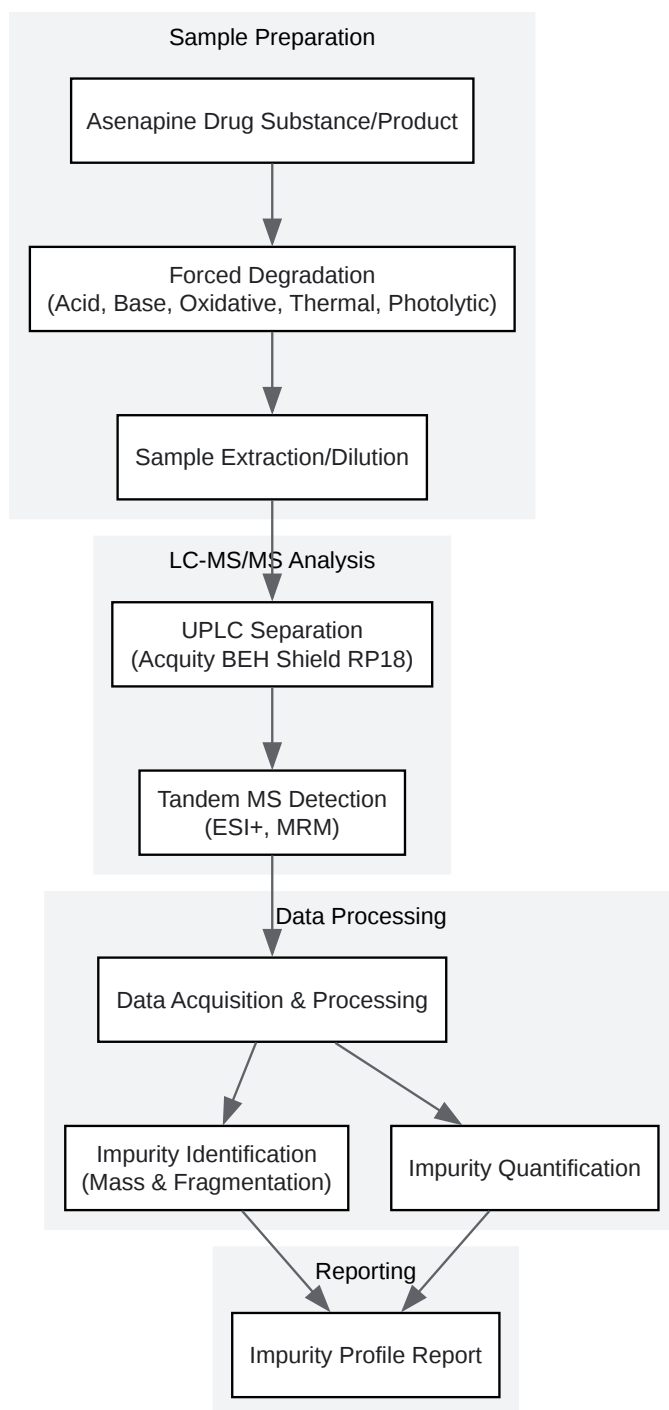 Sample Preparation
Asenapine Drug Substance/Product
Forced Degradation
(Acid, Base, Oxidative, Thermal, Photolytic)
Sample Extraction/Dilution
LC-MS/MS Analysis
UPLC Separation
(Acquity BEH Shield RP18)
Tandem MS Detection
(ESI+, MRM)
Data Processing
Data Acquisition & Processing
Impurity Identification
(Mass & Fragmentation)
Impurity Quantification
Reporting
Impurity Profile Report